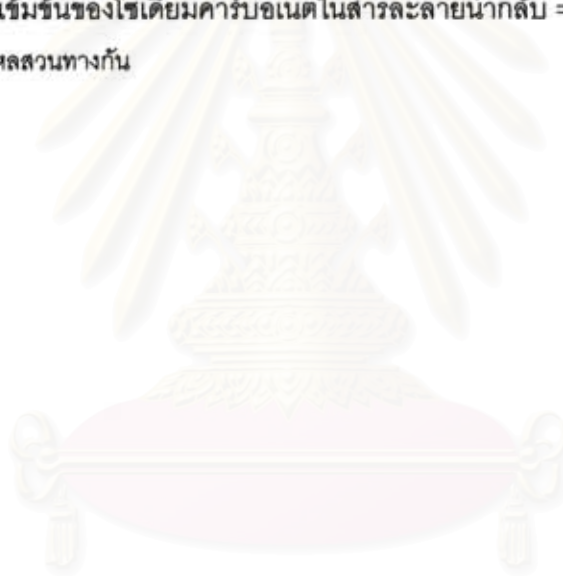 เข้มข้นของโซเดียมคาร์บอเนตในสารละลายนำกลับ =
หลสวนทางกัน